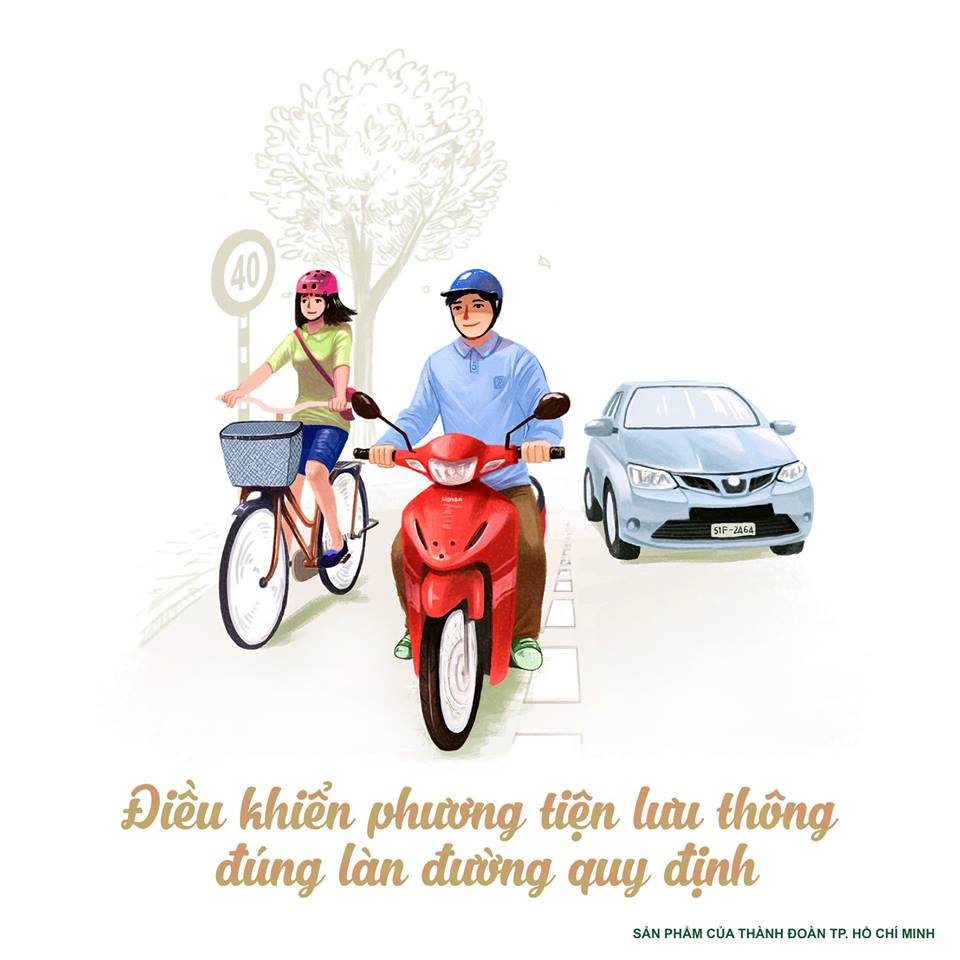 40
HONDA
51F-2464
Điều khiển phương tiện lưu thông
đúng làn đường quy định
SẢN PHẨM CỦA THÀNH ĐOÀN TP. HỒ CHÍ MINH